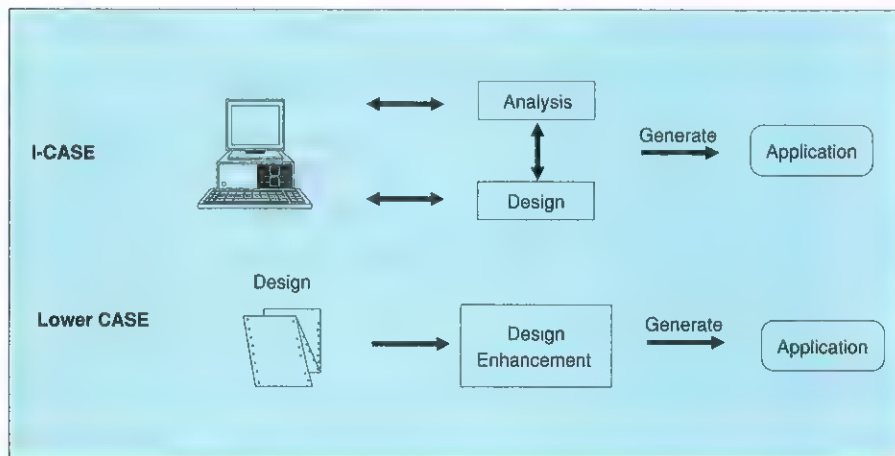 I-CASE
Analysis
Design
Generate
Application
Lower CASE
Design
Design
Enhancement
Generate
Application